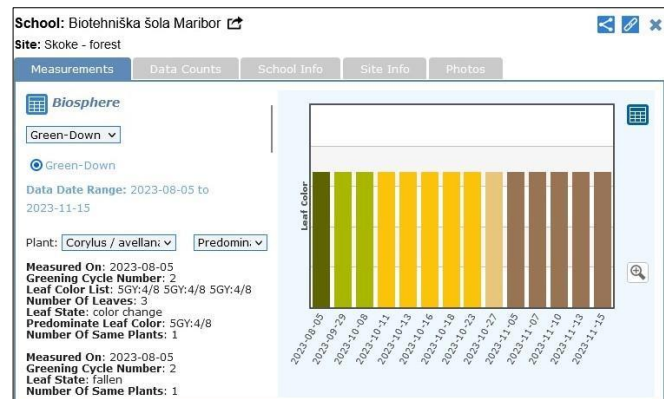 School: Biotehniška šola Maribor
Site: Skoke - forest
Measurements
Data Counts
School Info
Site Info
Photos
Biosphere
Green-Down
Green-Down
Data Date Range: 2023-08-05 to
2023-11-15
Plant: Corylus / avellana Predomin
Measured On: 2023-08-05
Greening Cycle Number: 2
Leaf Color List: 5GY:4/8 5GY:4/8 5GY:4/8
Number Of Leaves: 3
Leaf State: color change
Predominate Leaf Color: 5GY:4/8
Number Of Same Plants: 1
Measured On: 2023-08-05
Greening Cycle Number: 2
Leaf State: fallen
Number Of Same Plants: 1
Leaf Color
2023-08-05
2023-09-29
2023-10-08
2023-10-11
2023-10-13
2023-10-16
2023-10-18
2023-10-23
2023-10-27
2023-11-05
2023-11-07
2023-11-10
2023-11-13
2023-11-15